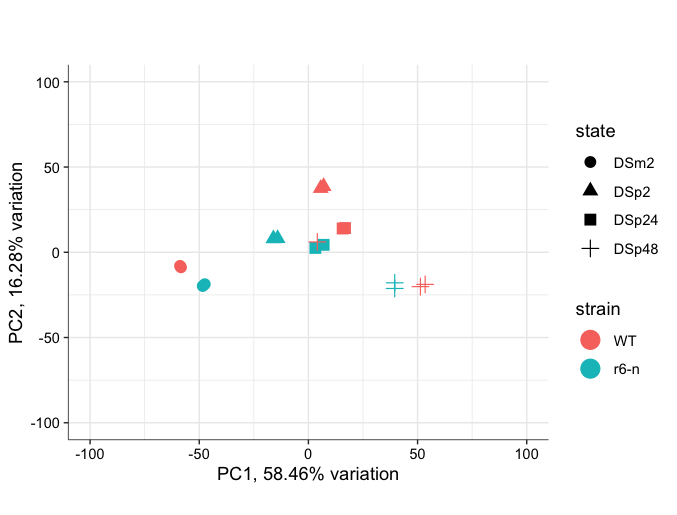 100
50
0
-50
-100
PC2, 16.28% variation
-100
-50
0
50
100
PC1, 58.46% variation
state
DSm2
DSp2
DSp24
DSp48
strain
WT
r6-n